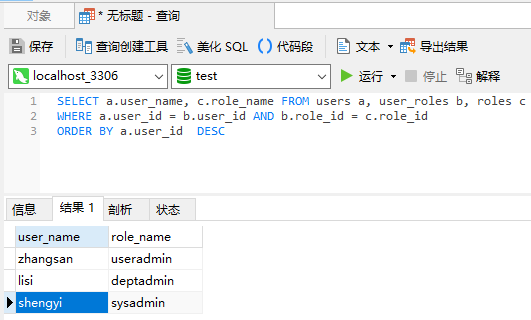 对象
* 无标题 - 查询
保存
查询创建工具
美化 SQL
代码段
文本
导出结果
localhost_3306
test
运行
停止
解释
1 SELECT a.user_name, c.role_name FROM users a, user_roles b, roles c
2 WHERE a.user_id = b.user_id AND b.role_id = c.role_id
3 ORDER BY a.user_id  DESC
信息
结果 1
剖析
状态
user_name role_name
zhangsan useradmin
lisi deptadmin
shengyi sysadmin